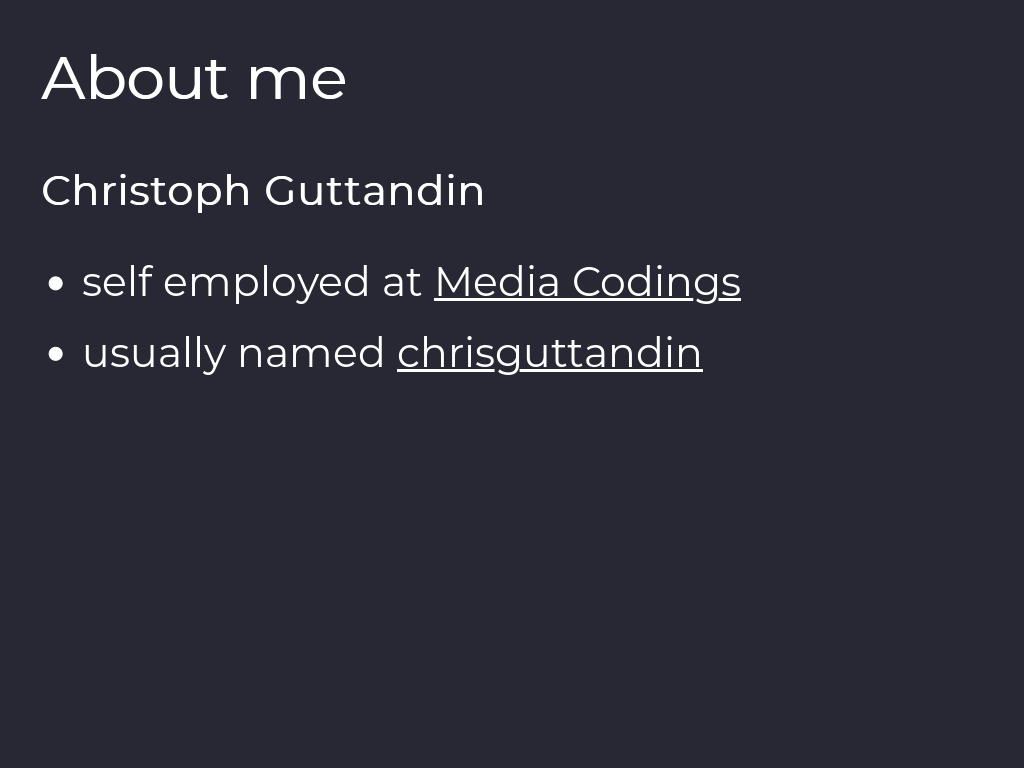 About me
Christoph Guttandin
• self employed at Media Codings
• usually named chrisguttandin